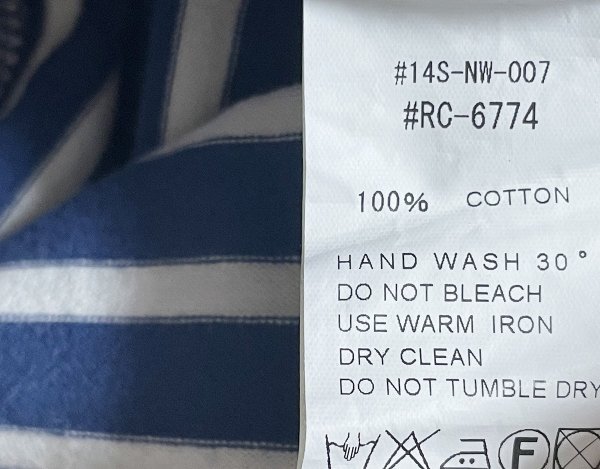 #14S-NW-007
#RC-6774
100% COTTON
HAND WASH 30°
DO NOT BLEACH
USE WARM IRON
DRY CLEAN
DO NOT TUMBLE DRY
F